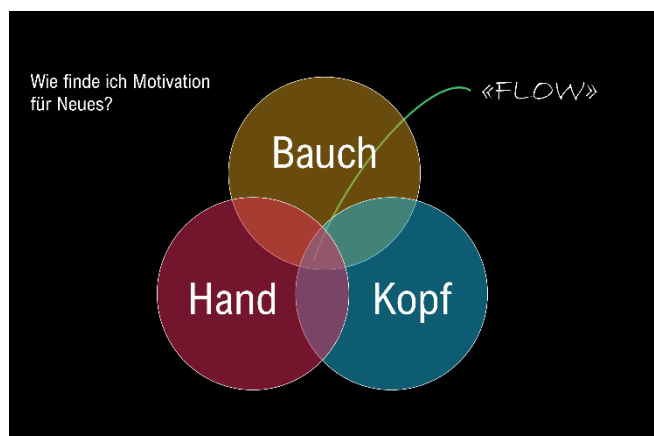 Wie finde ich Motivation
für Neues?
«FLOW»
Bauch
Hand
Kopf